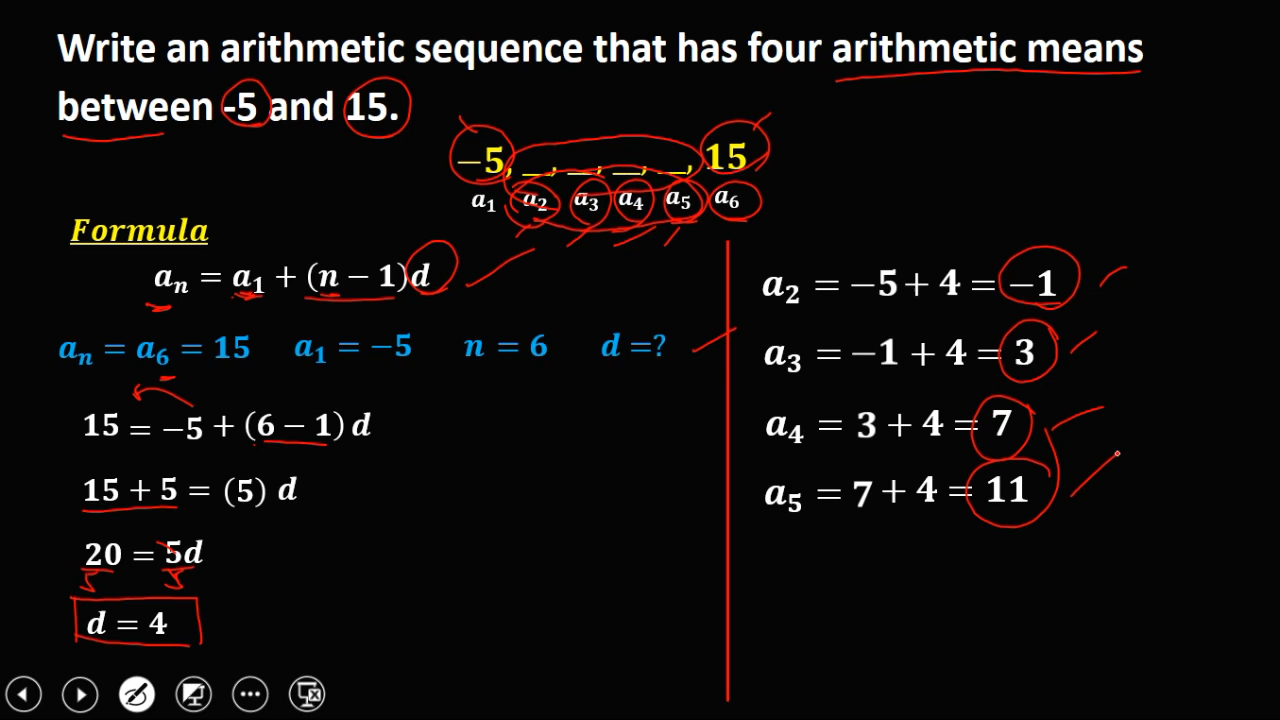 Write an arithmetic sequence that has four arithmetic means
between -5 and 15.
−5, __, __, __, __, 15
a₁ a₂ a₃ a₄ a₅ a₆
Formula
aₙ = a₁ + (n − 1)d
aₙ = a₆ = 15 a₁ = −5 n = 6 d =?
15 = −5 + (6 − 1) d
15 + 5 = (5) d
20 = 5d
5 5
d = 4
a₂ = −5 + 4 = −1
a₃ = −1 + 4 = 3
a₄ = 3 + 4 = 7
a₅ = 7 + 4 = 11